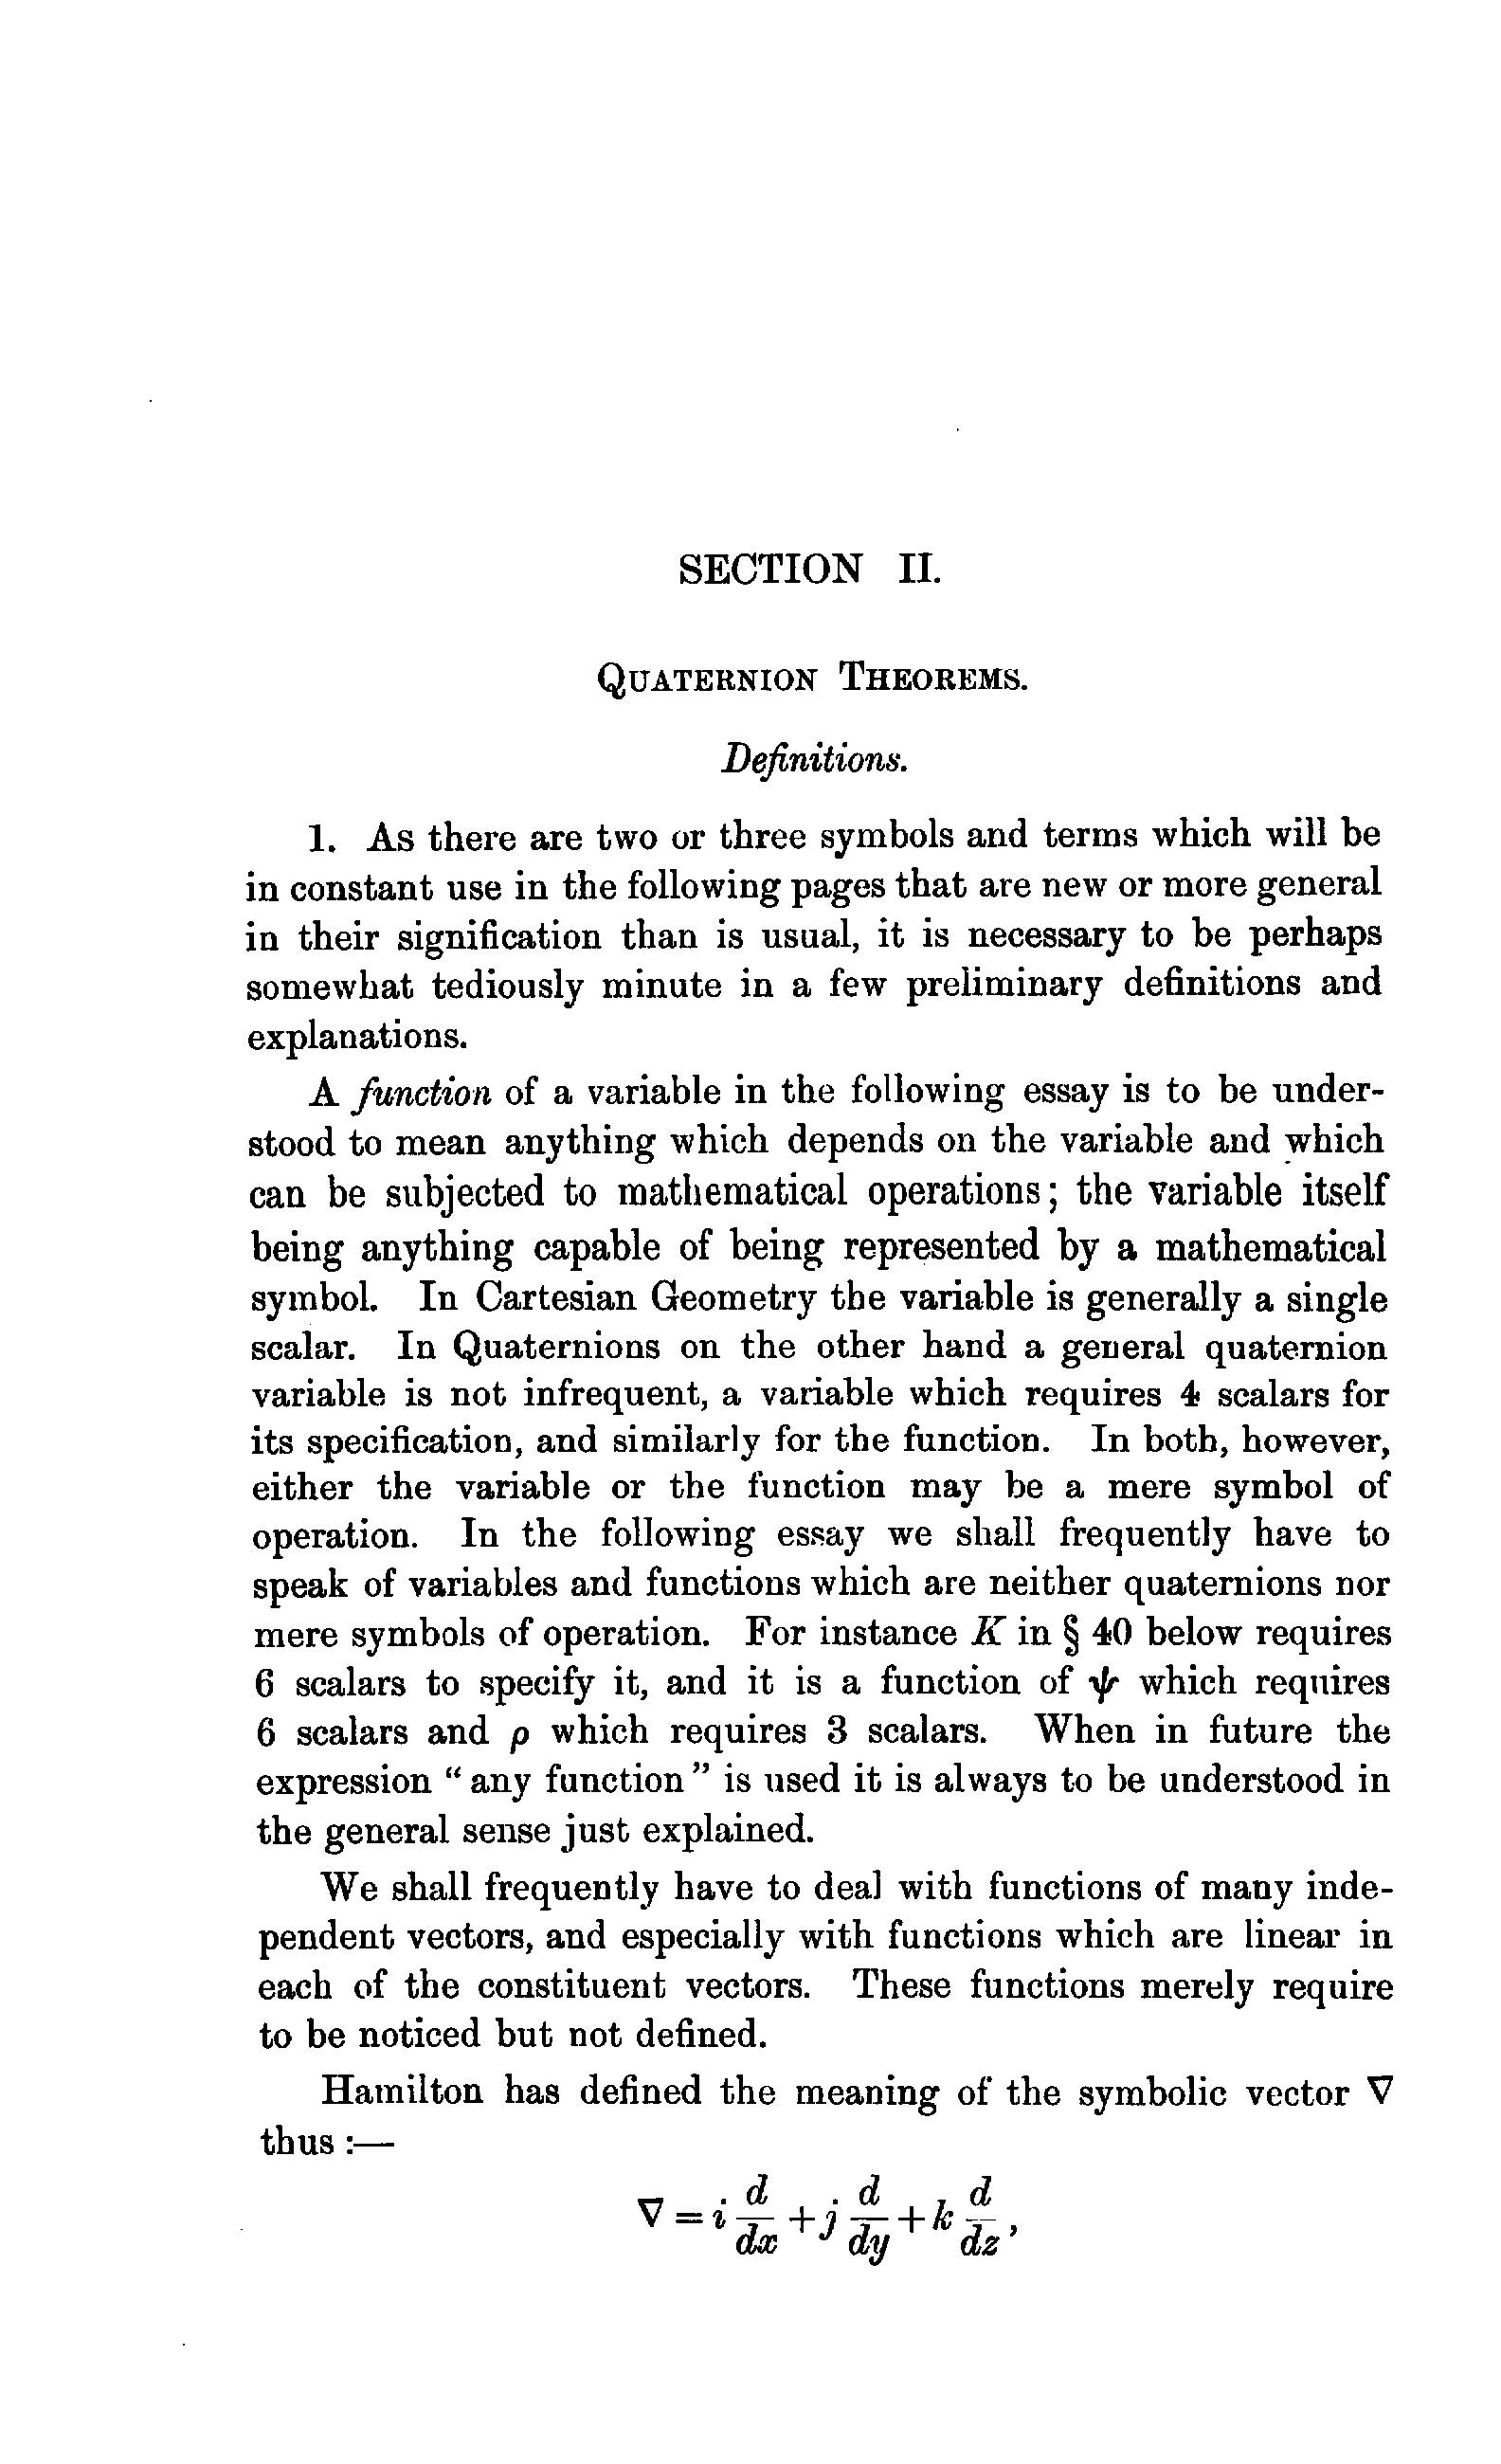 SECTION II.
QUATERNION THEOREMS.
Definitions.
1. As there are two or three symbols and terms which will be
in constant use in the following pages that are new or more general
in their signification than is usual, it is necessary to be perhaps
somewhat tediously minute in a few preliminary definitions and
explanations.
A function of a variable in the following essay is to be under-
stood to mean anything which depends on the variable and which
can be subjected to mathematical operations; the variable itself
being anything capable of being represented by a mathematical
symbol. In Cartesian Geometry the variable is generally a single
scalar. In Quaternions on the other hand a general quaternion
variable is not infrequent, a variable which requires 4 scalars for
its specification, and similarly for the function. In both, however,
either the variable or the function may be a mere symbol of
operation. In the following essay we shall frequently have to
speak of variables and functions which are neither quaternions nor
mere symbols of operation. For instance K in § 40 below requires
6 scalars to specify it, and it is a function of ψ which requires
6 scalars and ρ which requires 3 scalars. When in future the
expression “any function” is used it is always to be understood in
the general sense just explained.
We shall frequently have to deal with functions of many inde-
pendent vectors, and especially with functions which are linear in
each of the constituent vectors. These functions merely require
to be noticed but not defined.
Hamilton has defined the meaning of the symbolic vector ∇
thus :—
∇ = i d/dx + j d/dy + k d/dz,